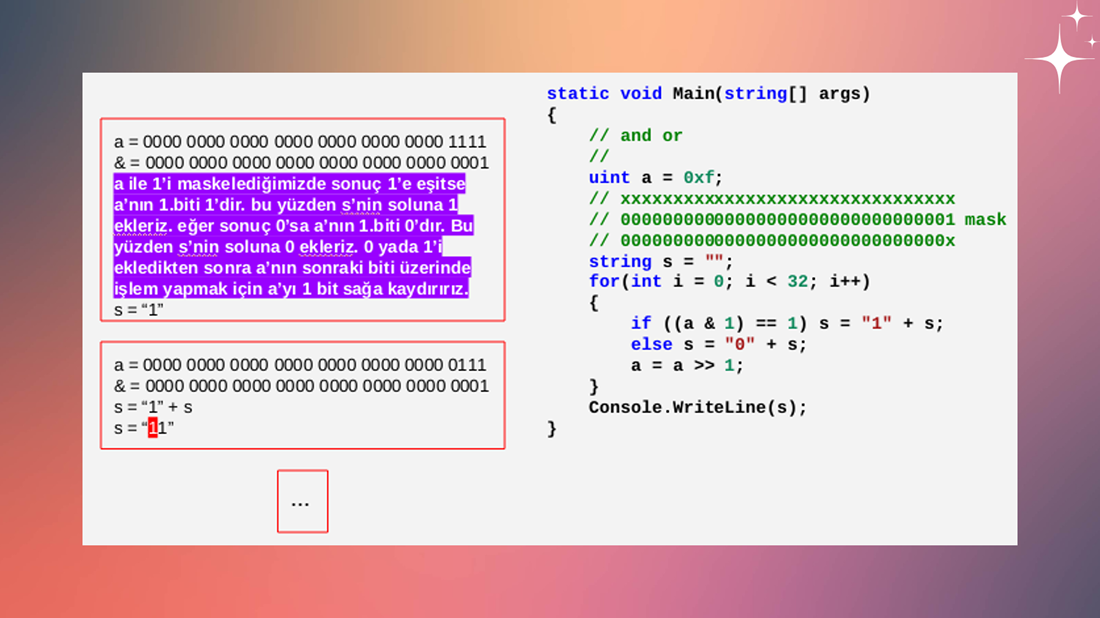 a = 0000 0000 0000 0000 0000 0000 0000 1111
& = 0000 0000 0000 0000 0000 0000 0000 0001
a ile 1’i maskelediğimizde sonuç 1’e eşitse
a’nın 1.biti 1’dir. bu yüzden s’nin soluna 1
ekleriz. eğer sonuç 0’sa a’nın 1.biti 0’dır. Bu
yüzden s’nin soluna 0 ekleriz. 0 yada 1’i
ekledikten sonra a’nın sonraki biti üzerinde
işlem yapmak için a’yı 1 bit sağa kaydırırız.
s = “1”
a = 0000 0000 0000 0000 0000 0000 0000 0111
& = 0000 0000 0000 0000 0000 0000 0000 0001
s = “1” + s
s = “11”
...
static void Main(string[] args)
{
// and or
//
uint a = 0xf;
// xxxxxxxxxxxxxxxxxxxxxxxxxxxxxxxx
// 00000000000000000000000000000001 mask
// 0000000000000000000000000000000x
string s = "";
for(int i = 0; i < 32; i++)
{
if ((a & 1) == 1) s = "1" + s;
else s = "0" + s;
a = a >> 1;
}
Console.WriteLine(s);
}